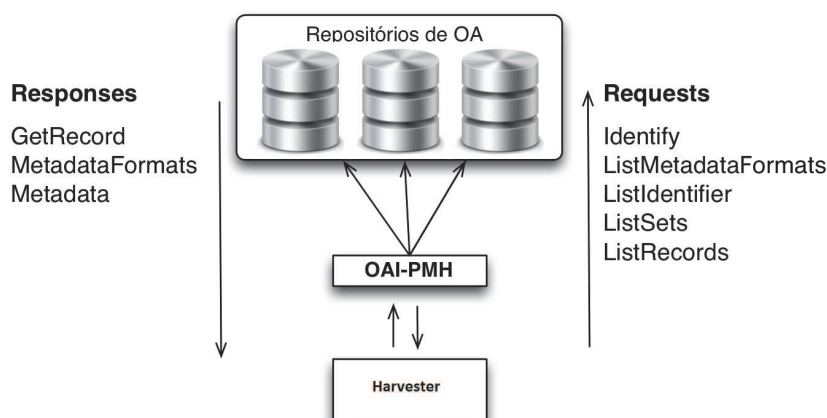 Repositórios de OA
Responses
GetRecord
MetadataFormats
Metadata
Requests
Identify
ListMetadataFormats
ListIdentifier
ListSets
ListRecords
OAI-PMH
Harvester